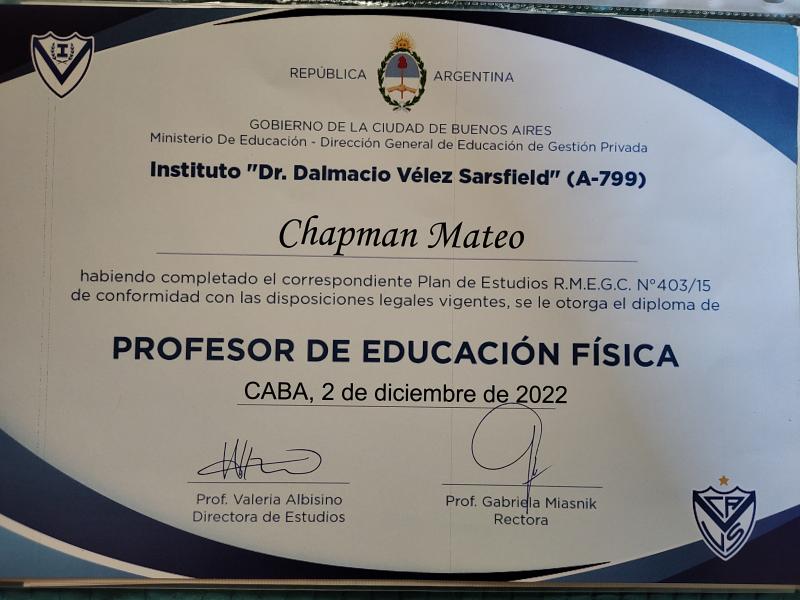 I
REPÚBLICA ARGENTINA
GOBIERNO DE LA CIUDAD DE BUENOS AIRES
Ministerio De Educación - Dirección General de Educación de Gestión Privada
Instituto "Dr. Dalmacio Vélez Sarsfield" (A-799)
Chapman Mateo
habiendo completado el correspondiente Plan de Estudios R.M.E.G.C. N°403/15
de conformidad con las disposiciones legales vigentes, se le otorga el diploma de
PROFESOR DE EDUCACIÓN FÍSICA
CABA, 2 de diciembre de 2022
Prof. Valeria Albisino
Directora de Estudios
Prof. Gabriela Miasnik
Rectora
CAVS